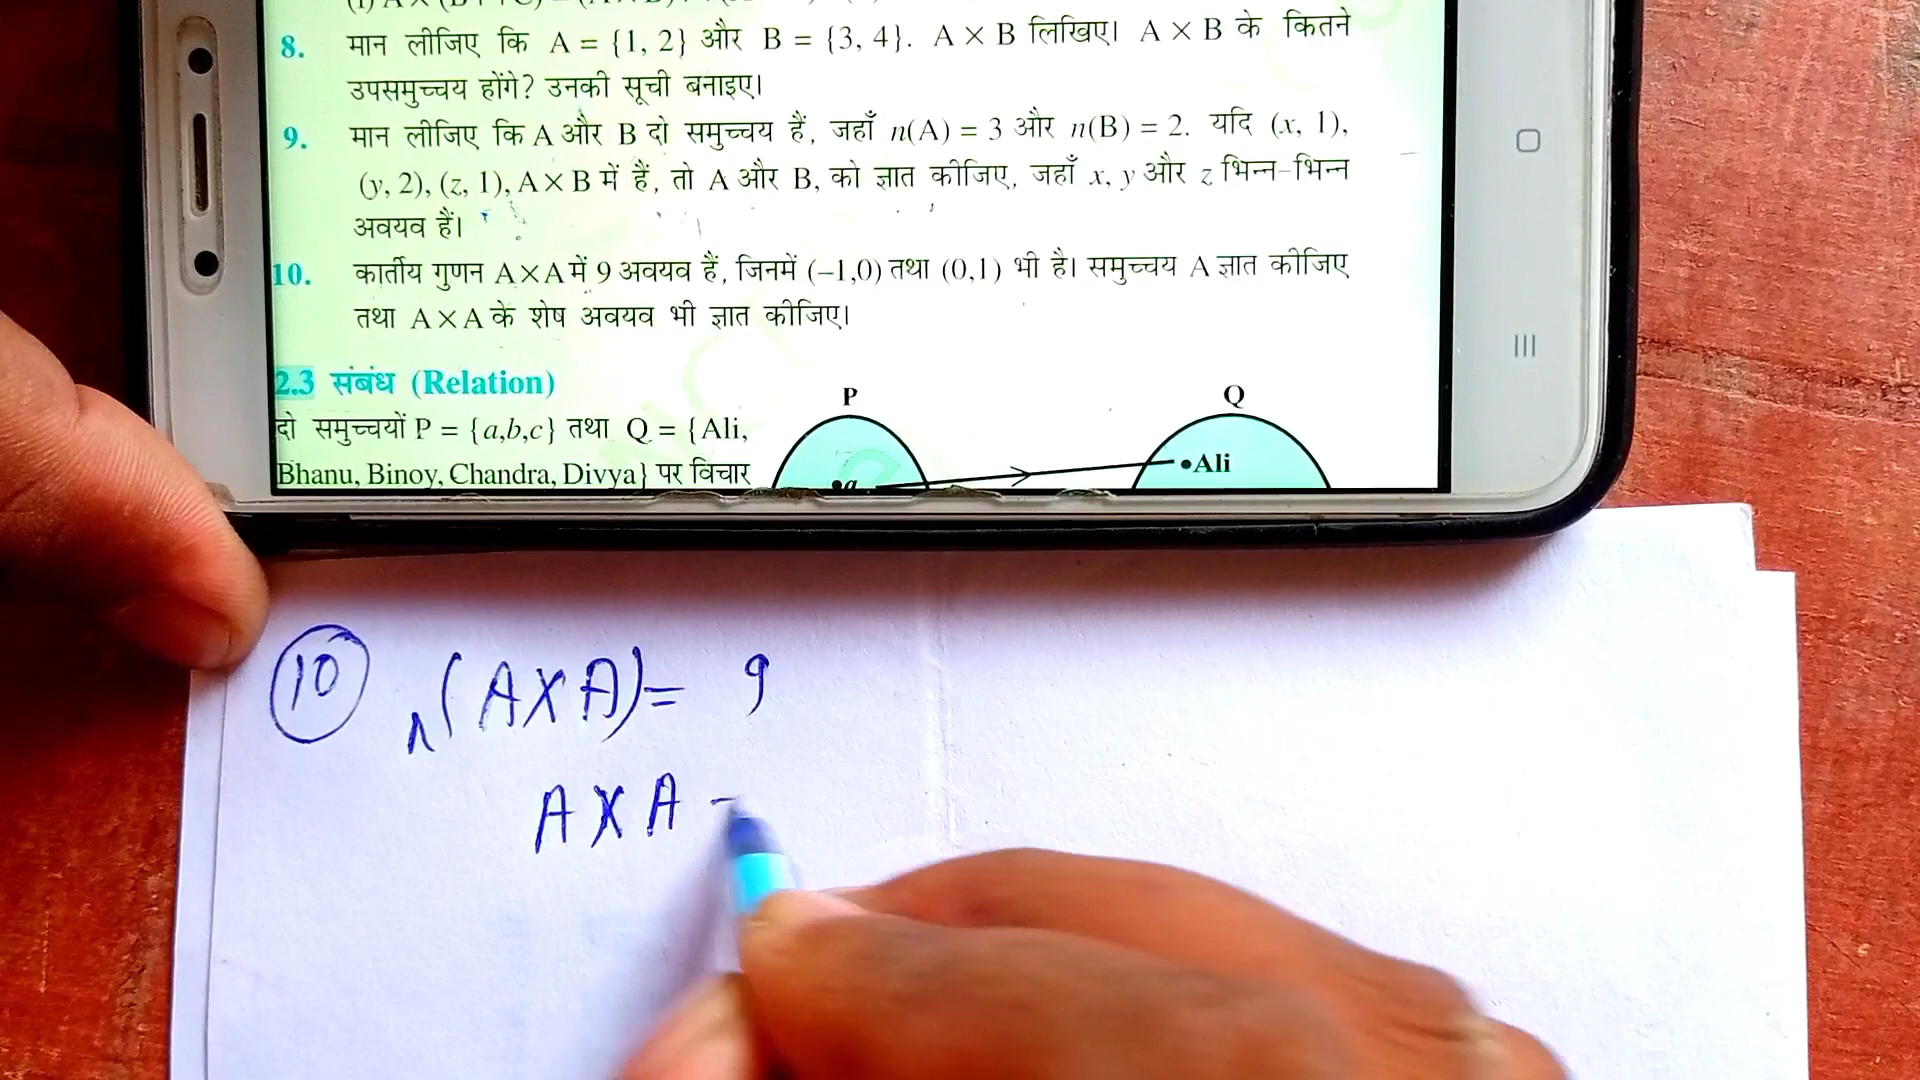 8. मान लीजिए कि A = {1, 2} और B = {3, 4}. A × B लिखिए। A × B के कितने
उपसमुच्चय होंगे? उनकी सूची बनाइए।
9. मान लीजिए कि A और B दो समुच्चय हैं, जहाँ n(A) = 3 और n(B) = 2. यदि (x, 1),
(y, 2), (z, 1), A × B में हैं, तो A और B, को ज्ञात कीजिए, जहाँ x, y और z भिन्न-भिन्न
अवयव हैं।
10. कार्तीय गुणन A × A में 9 अवयव हैं, जिनमें (–1,0) तथा (0,1) भी है। समुच्चय A ज्ञात कीजिए
तथा A × A के शेष अवयव भी ज्ञात कीजिए।
2.3 संबंध (Relation)
दो समुच्चयों P = {a,b,c} तथा Q = {Ali,
Bhanu, Binoy, Chandra, Divya} पर विचार
P Q
•a •Ali
10 n(A×A) = 9
A×A